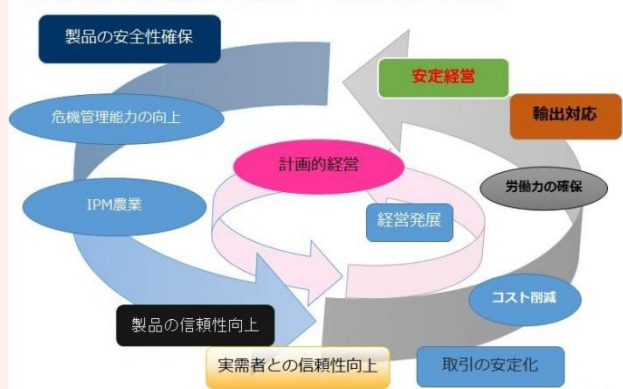 製品の安全性確保
安定経営
危機管理能力の向上
輸出対応
計画的経営
労働力の確保
IPM農業
経営発展
コスト削減
製品の信頼性向上
実需者との信頼性向上
取引の安定化